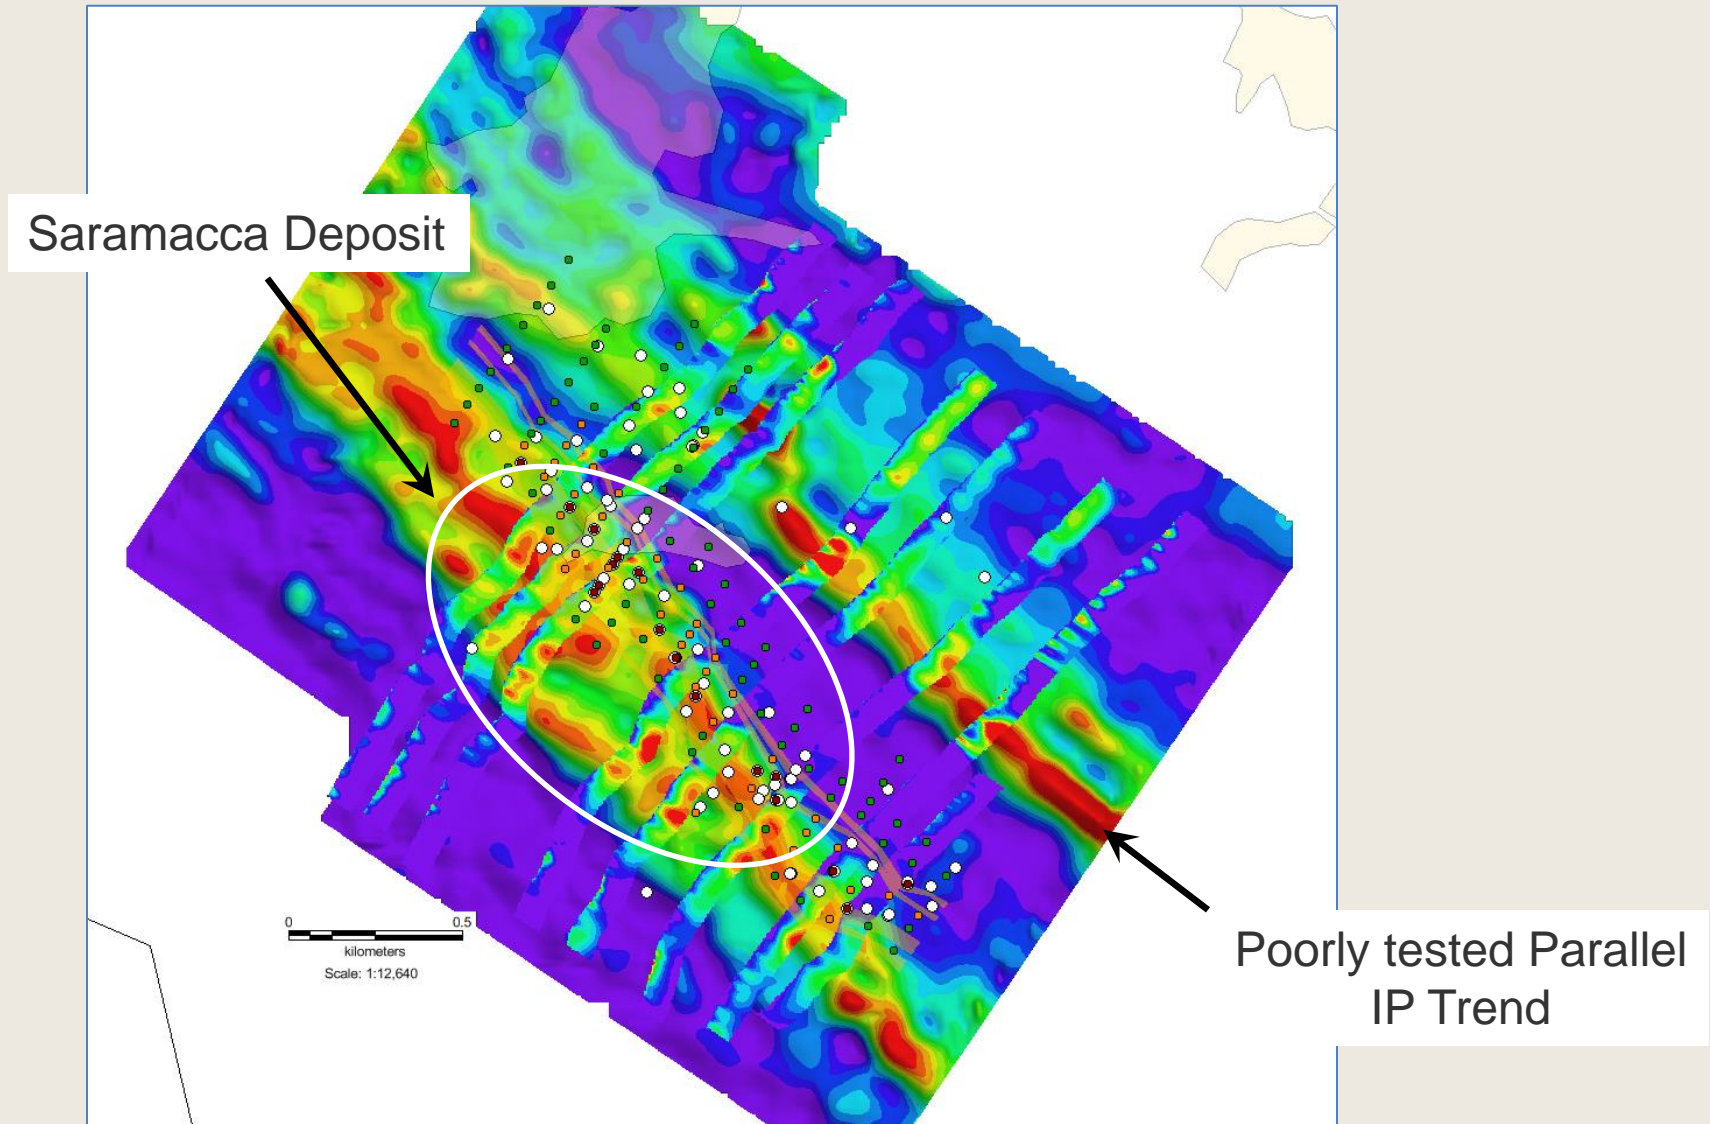 Saramacca Deposit
0 0.5
kilometers
Scale: 1:12,640
Poorly tested Parallel
IP Trend